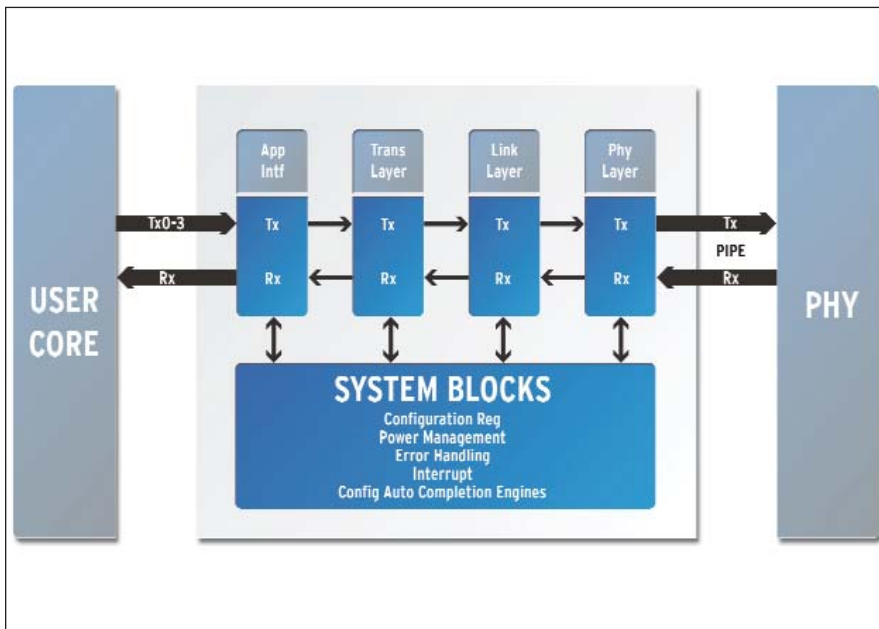 USER
CORE
Tx0-3
Rx
App
Intf
Tx
Rx
Trans
Layer
Tx
Rx
Link
Layer
Tx
Rx
Phy
Layer
Tx
Rx
Tx
PIPE
Rx
PHY
SYSTEM BLOCKS
Configuration Reg
Power Management
Error Handling
Interrupt
Config Auto Completion Engines